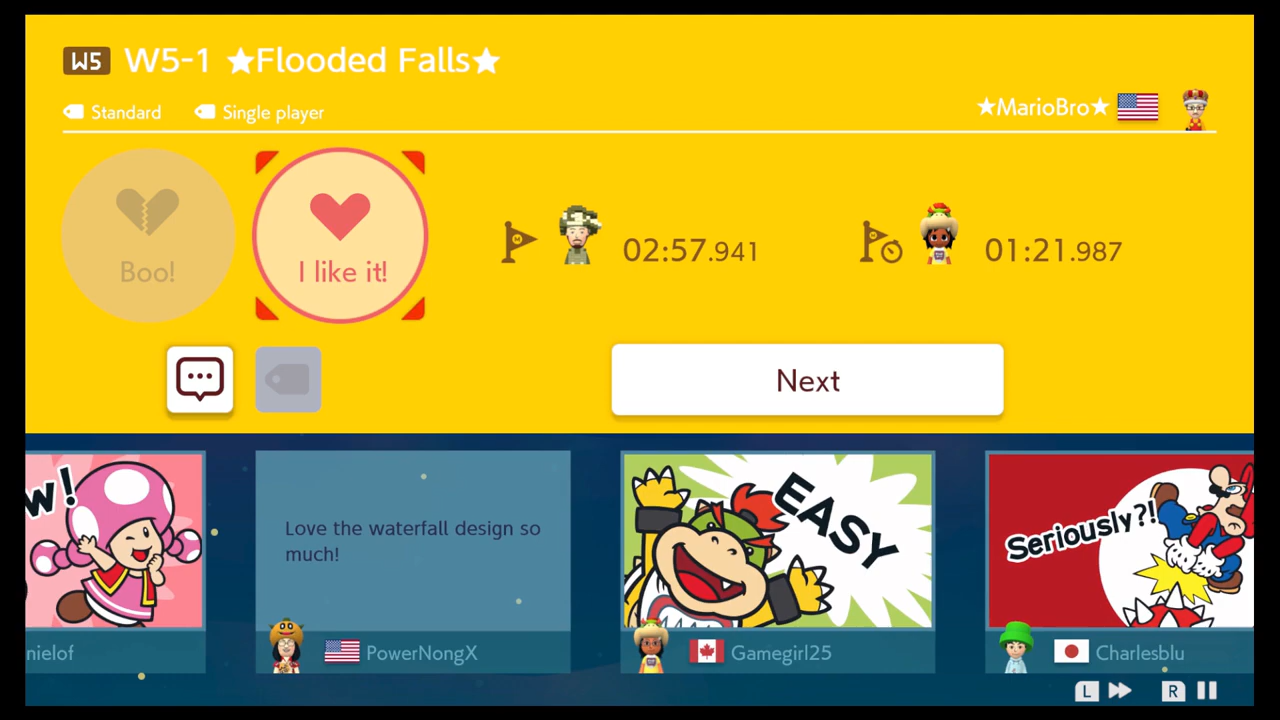 W5 W5-1 ★Flooded Falls★
Standard Single player
★MarioBro★
Boo!
I like it!
M
02:57.941
M
01:21.987
Next
w!
Love the waterfall design so
much!
EASY
Seriously?!
nielof
PowerNongX
Gamegirl25
Charlesblu
L R